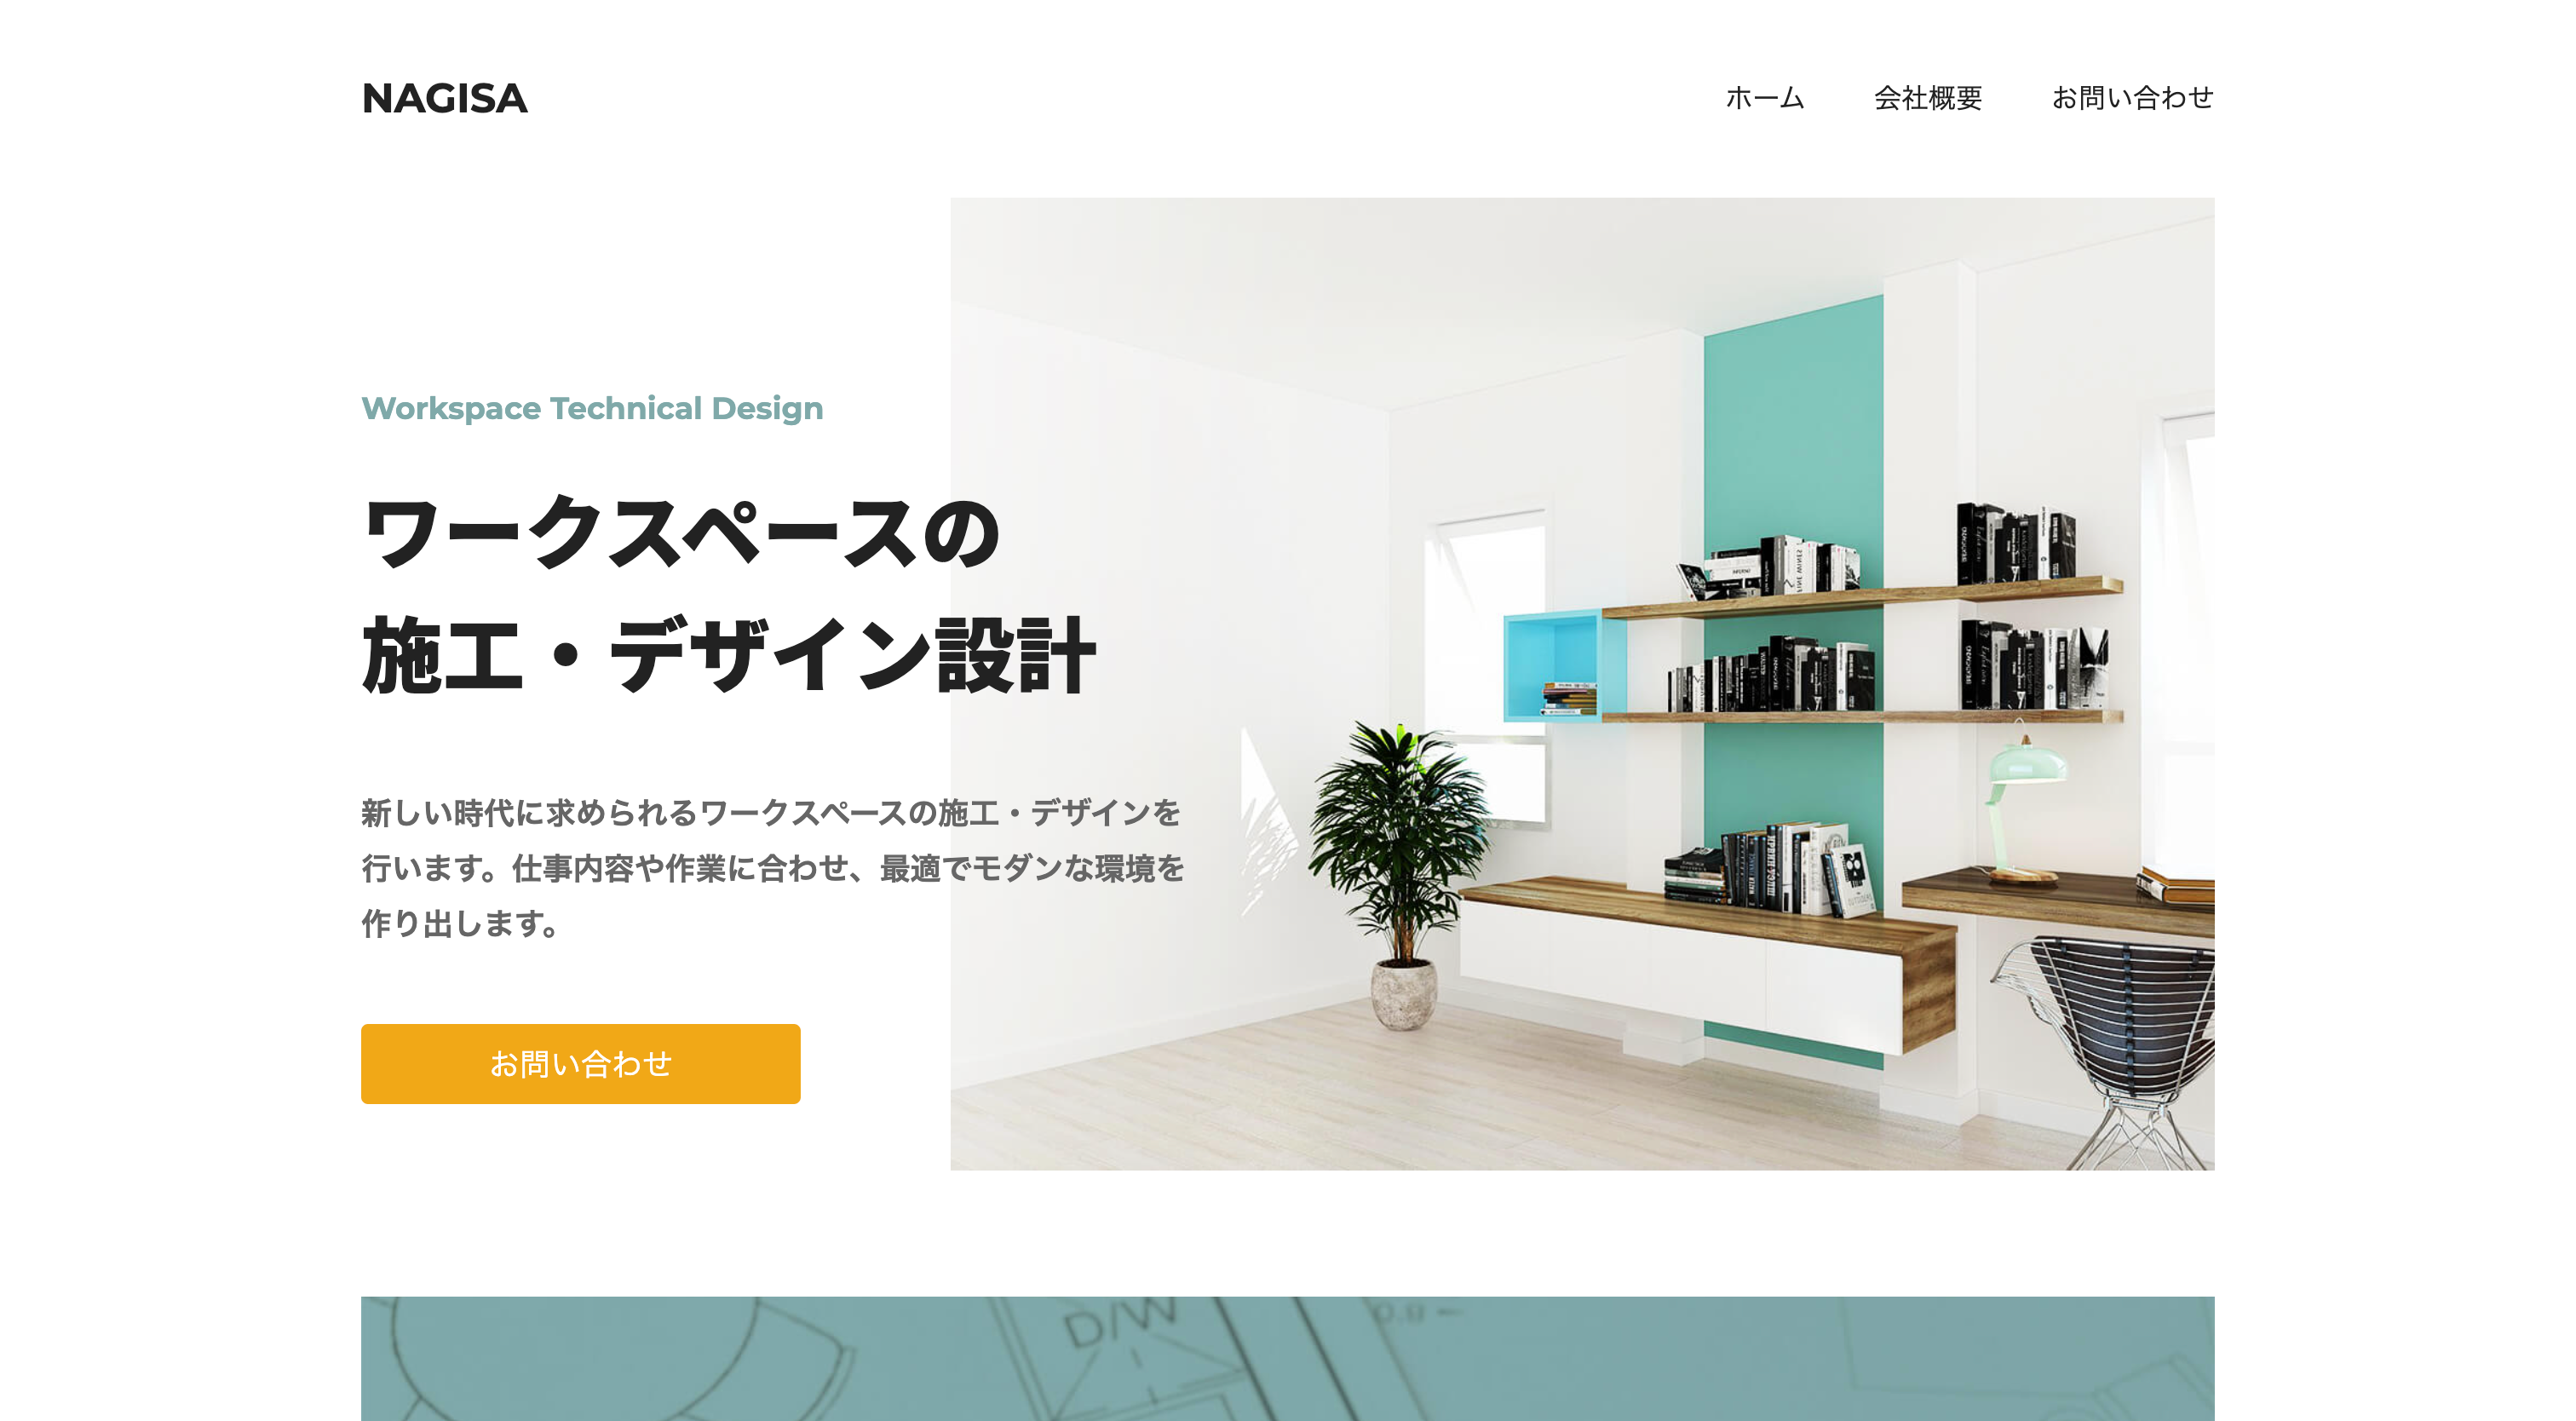 NAGISA
ホーム 会社概要 お問い合わせ
Workspace Technical Design
ワークスペースの
施工・デザイン設計
新しい時代に求められるワークスペースの施工・デザインを
行います。仕事内容や作業に合わせ、最適でモダンな環境を
作り出します。
お問い合わせ
D/W